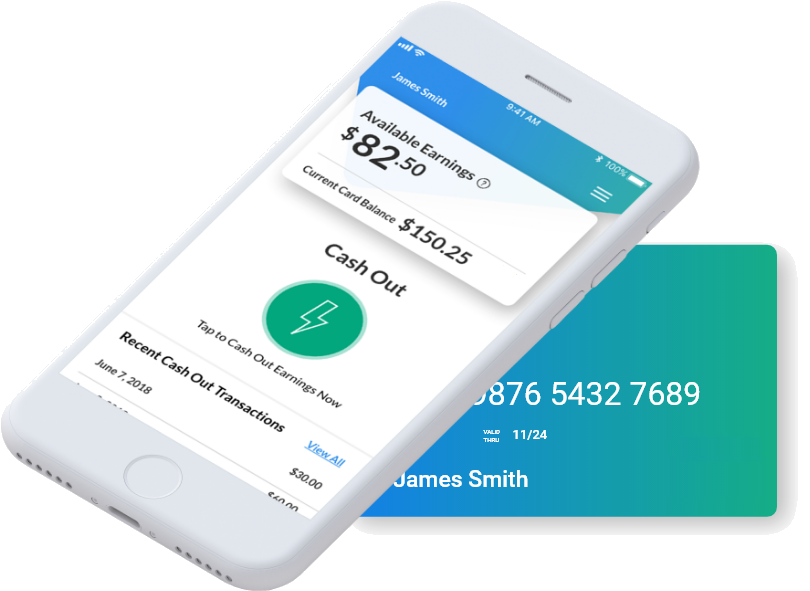 James Smith
9:41 AM
100%
Available Earnings ?
$82.50
Current Card Balance $150.25
Cash Out
Tap to Cash Out Earnings Now
Recent Cash Out Transactions
View All
June 7, 2018
$30.00
$60.00
9876 5432 7689
VALID
THRU
11/24
James Smith